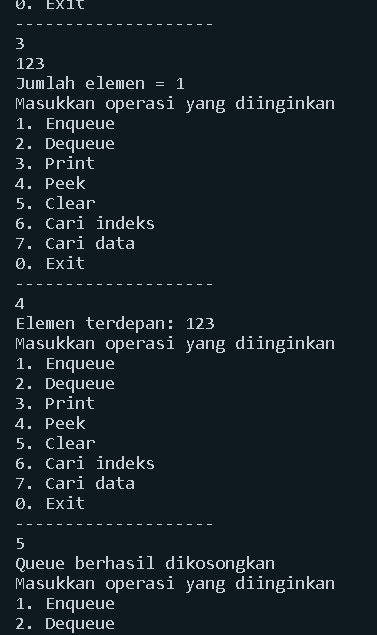 0. Exit
--------------------
3
123
Jumlah elemen = 1
Masukkan operasi yang diinginkan
1. Enqueue
2. Dequeue
3. Print
4. Peek
5. Clear
6. Cari indeks
7. Cari data
0. Exit
--------------------
4
Elemen terdepan: 123
Masukkan operasi yang diinginkan
1. Enqueue
2. Dequeue
3. Print
4. Peek
5. Clear
6. Cari indeks
7. Cari data
0. Exit
--------------------
5
Queue berhasil dikosongkan
Masukkan operasi yang diinginkan
1. Enqueue
2. Dequeue